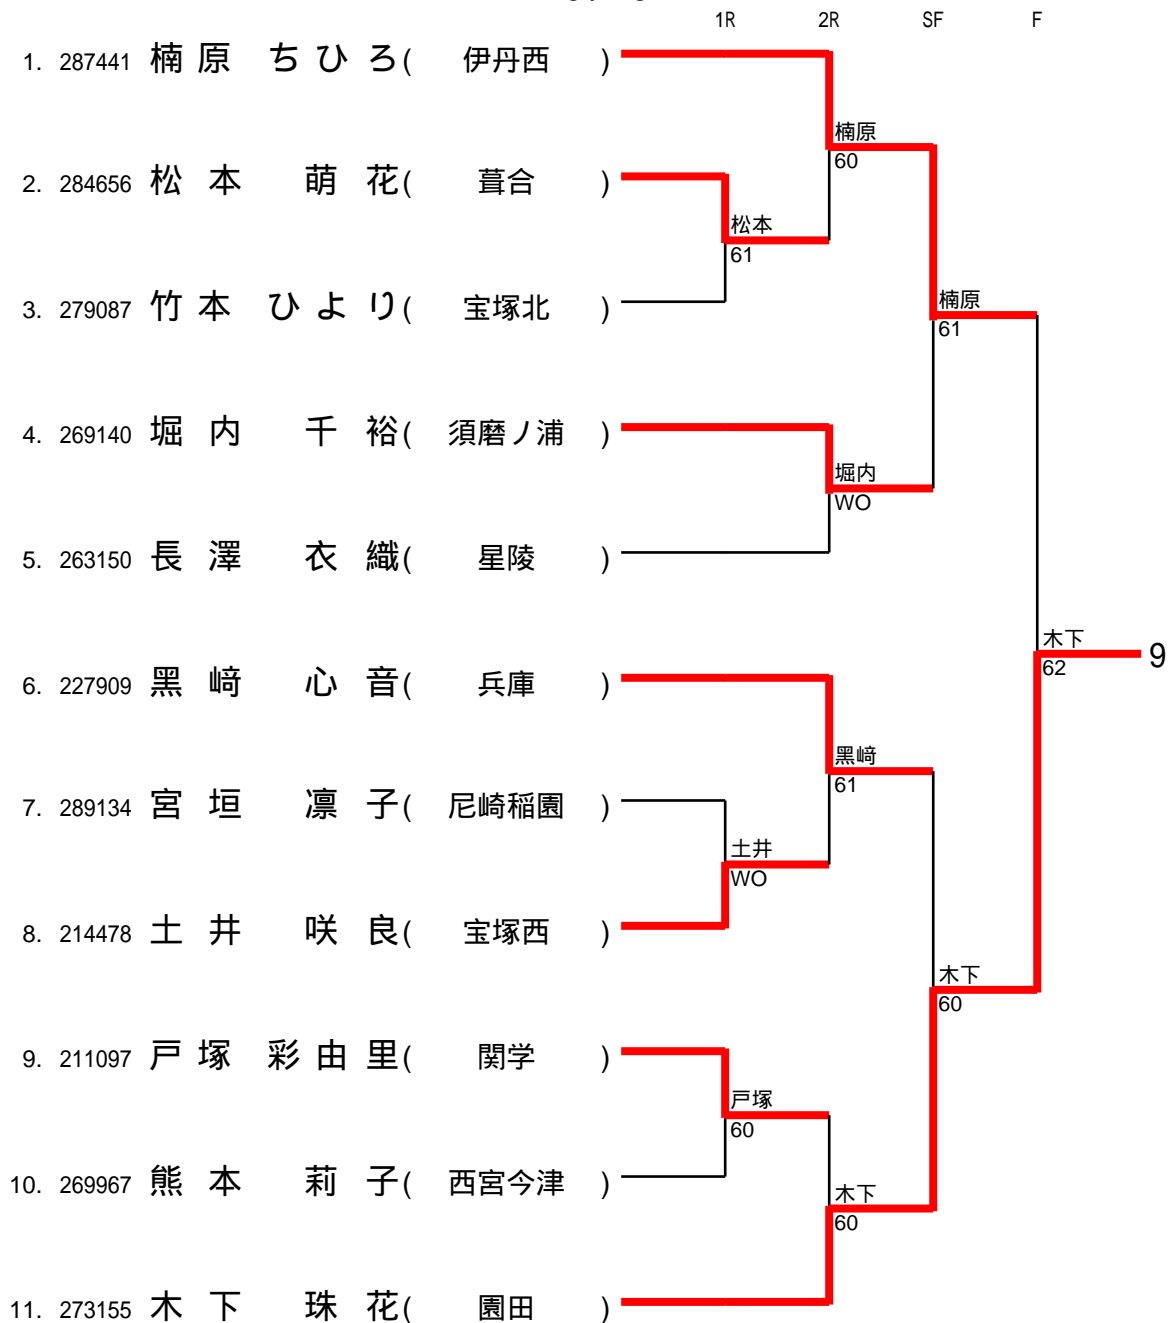 1R 2R SF F
1. 287441 楠原 ちひろ( 伊丹西 )
楠原
60
2. 284656 松本 萌花( 葺合 )
松本
61
3. 279087 竹本 ひより( 宝塚北 )
楠原
61
4. 269140 堀内 千裕( 須磨ノ浦 )
堀内
WO
5. 263150 長澤 衣織( 星陵 )
木下
62
9
6. 227909 黑﨑 心音( 兵庫 )
黑﨑
61
7. 289134 宮垣 凛子( 尼崎稲園 )
土井
WO
8. 214478 土井 咲良( 宝塚西 )
木下
60
9. 211097 戸塚 彩由里( 関学 )
戸塚
60
10. 269967 熊本 莉子( 西宮今津 )
木下
60
11. 273155 木下 珠花( 園田 )